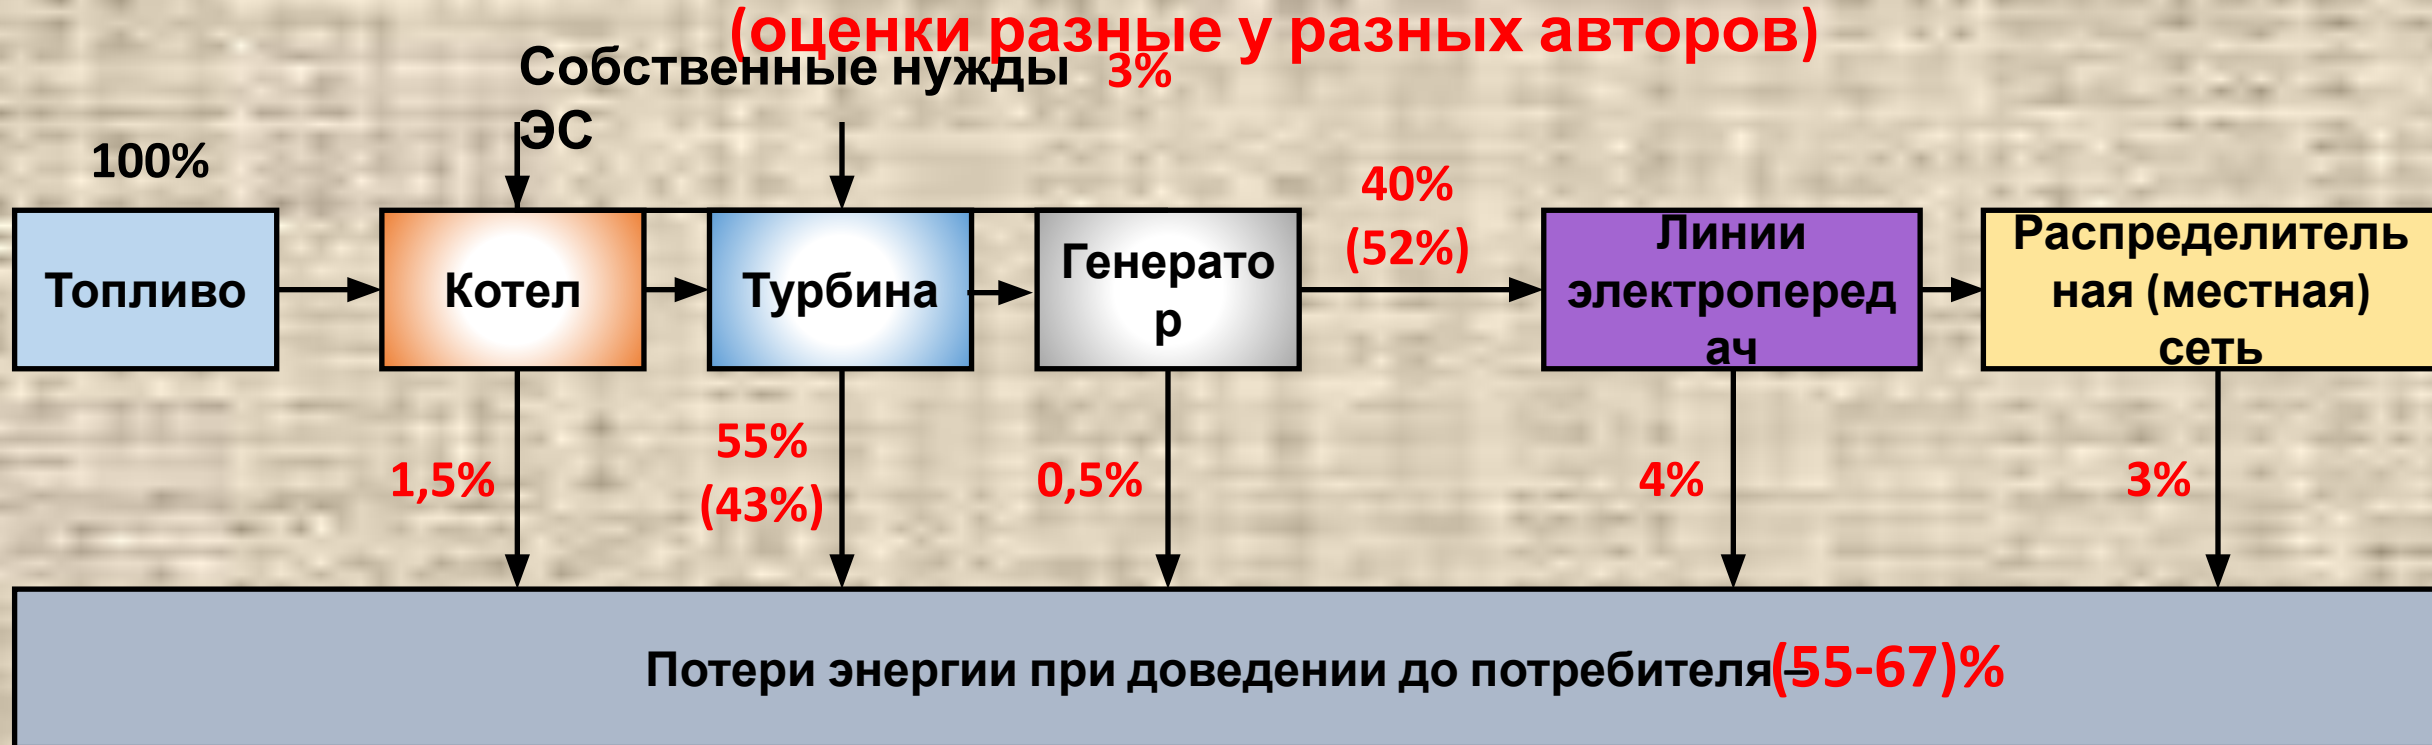 (оценки разные у разных авторов)
Собственные нужды 3%
ЭС
100%
Топливо
Котел
Турбина
Генерато
р
40%
(52%)
Линии
электроперед
ач
Распределитель
ная (местная)
сеть
1,5%
55%
(43%)
0,5%
4%
3%
Потери энергии при доведении до потребителя – (55-67)%